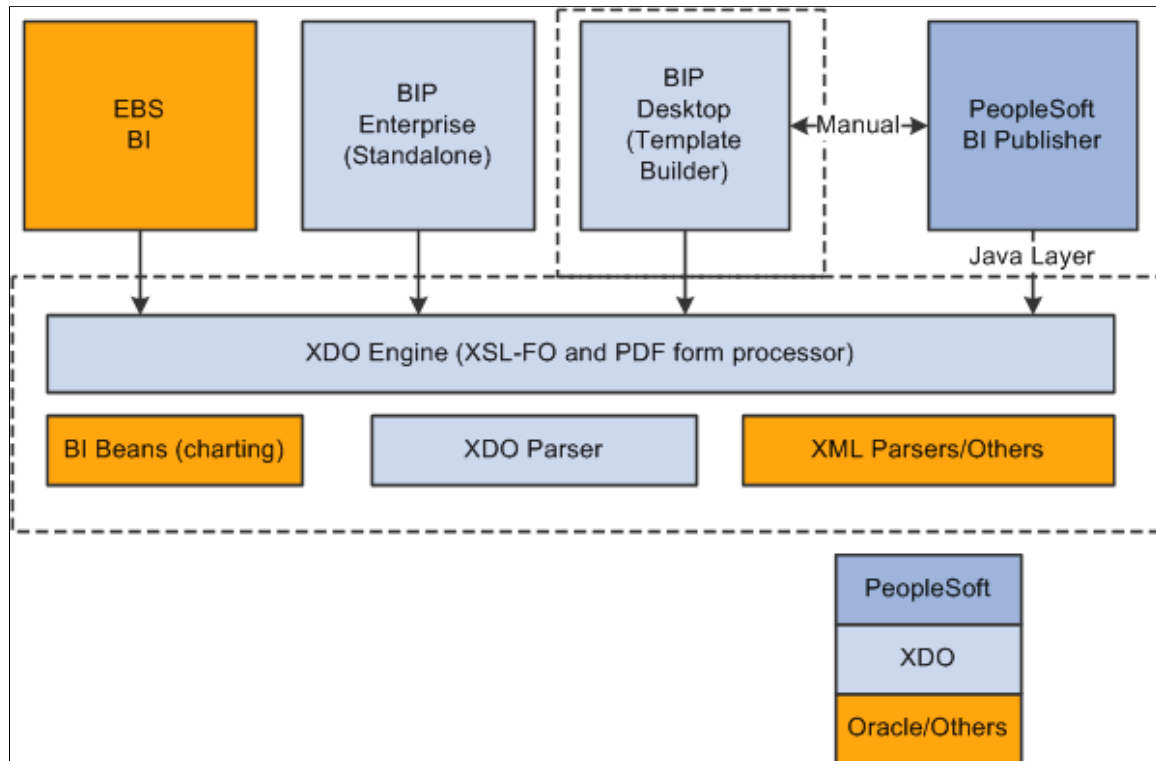 EBS
BI
BIP
Enterprise
(Standalone)
BIP
Desktop
(Template
Builder)
Manual
PeopleSoft
BI Publisher
Java Layer
XDO Engine (XSL-FO and PDF form processor)
BI Beans (charting)
XDO Parser
XML Parsers/Others
PeopleSoft
XDO
Oracle/Others